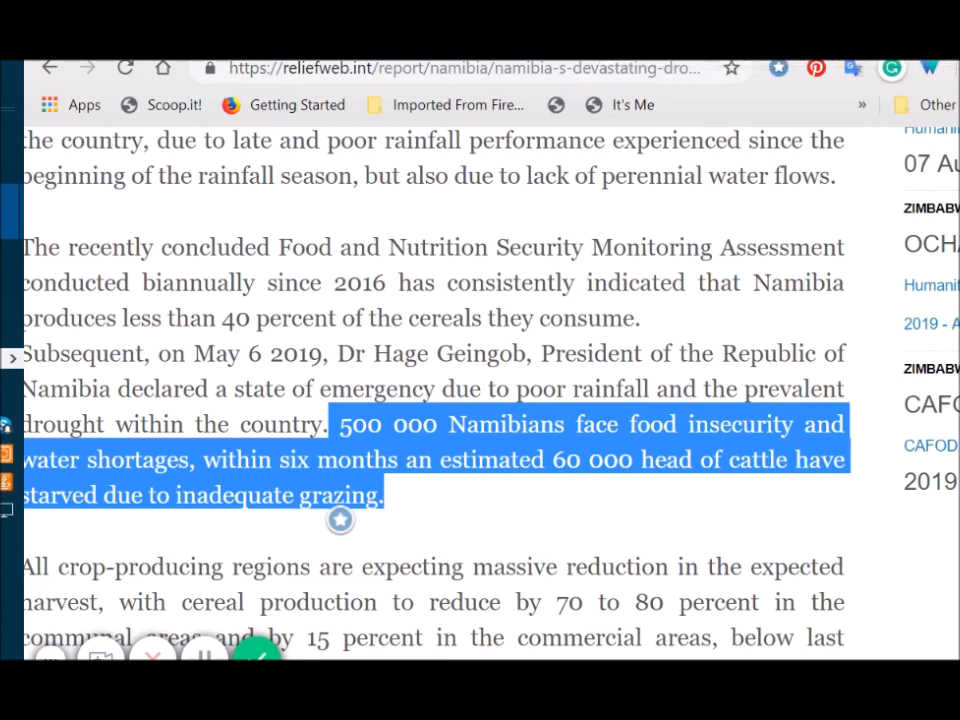 https://reliefweb.int/report/namibia/namibia-s-devastating-dro...
Apps Scoop.it! Getting Started Imported From Fire... It's Me » Other
the country, due to late and poor rainfall performance experienced since the
beginning of the rainfall season, but also due to lack of perennial water flows.
The recently concluded Food and Nutrition Security Monitoring Assessment
conducted biannually since 2016 has consistently indicated that Namibia
produces less than 40 percent of the cereals they consume.
Subsequent, on May 6 2019, Dr Hage Geingob, President of the Republic of
Namibia declared a state of emergency due to poor rainfall and the prevalent
drought within the country. 500 000 Namibians face food insecurity and
water shortages, within six months an estimated 60 000 head of cattle have
starved due to inadequate grazing.
All crop-producing regions are expecting massive reduction in the expected
harvest, with cereal production to reduce by 70 to 80 percent in the
communal areas and by 15 percent in the commercial areas, below last
Humanit
07 Au
ZIMBABW
OCHA
Humanit
2019 - A
ZIMBABW
CAFO
CAFOD
2019